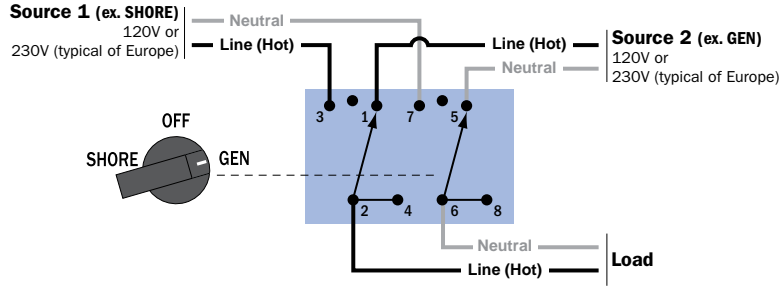 Source 1 (ex. SHORE)
120V or
230V (typical of Europe)
Neutral
Line (Hot)
Line (Hot)
Neutral
Source 2 (ex. GEN)
120V or
230V (typical of Europe)
3
1
7
5
OFF
SHORE
GEN
2
4
6
8
Neutral
Line (Hot)
Load